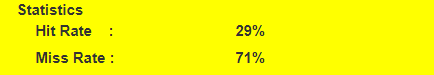 Statistics
Hit Rate : 29%
Miss Rate : 71%